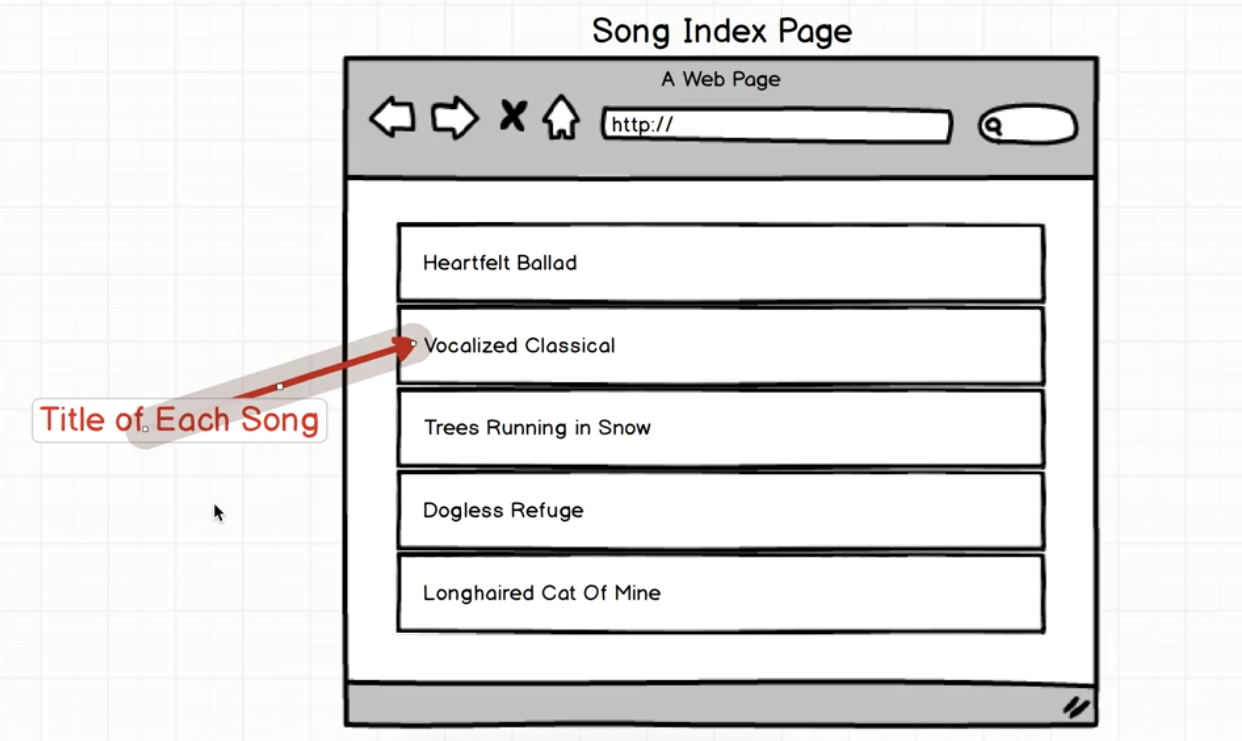 Song Index Page
A Web Page
http://
Heartfelt Ballad
Vocalized Classical
Title of Each Song
Trees Running in Snow
Dogless Refuge
Longhaired Cat Of Mine